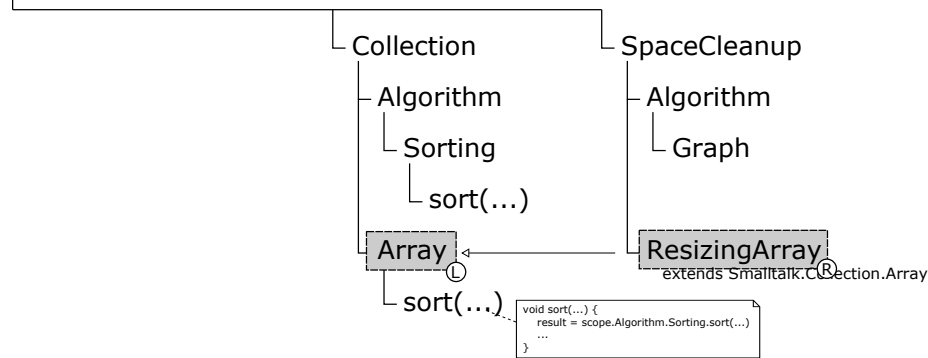 Collection
SpaceCleanup
Algorithm
Algorithm
Sorting
Graph
sort(...)
Array
L
ResizingArray
R
extends Smalltalk.Collection.Array
sort(...)
void sort(...) {
result = scope.Algorithm.Sorting.sort(...)
...
}